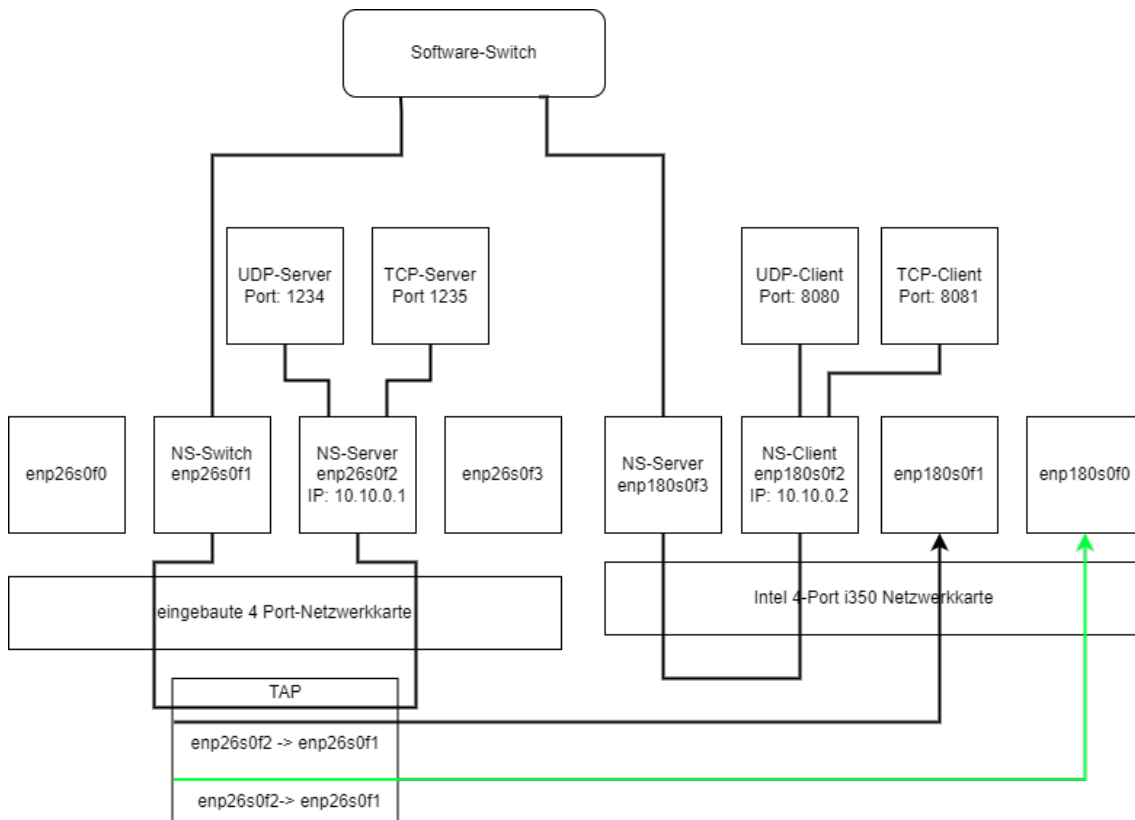 Software-Switch
UDP-Server
Port: 1234
TCP-Server
Port 1235
UDP-Client
Port: 8080
TCP-Client
Port: 8081
enp26s0f0
NS-Switch
enp26s0f1
NS-Server
enp26s0f2
IP: 10.10.0.1
enp26s0f3
NS-Server
enp180s0f3
NS-Client
enp180s0f2
IP: 10.10.0.2
enp180s0f1
enp180s0f0
eingebaute 4 Port-Netzwerkkarte
Intel 4-Port i350 Netzwerkkarte
TAP
enp26s0f2 -> enp26s0f1
enp26s0f2-> enp26s0f1